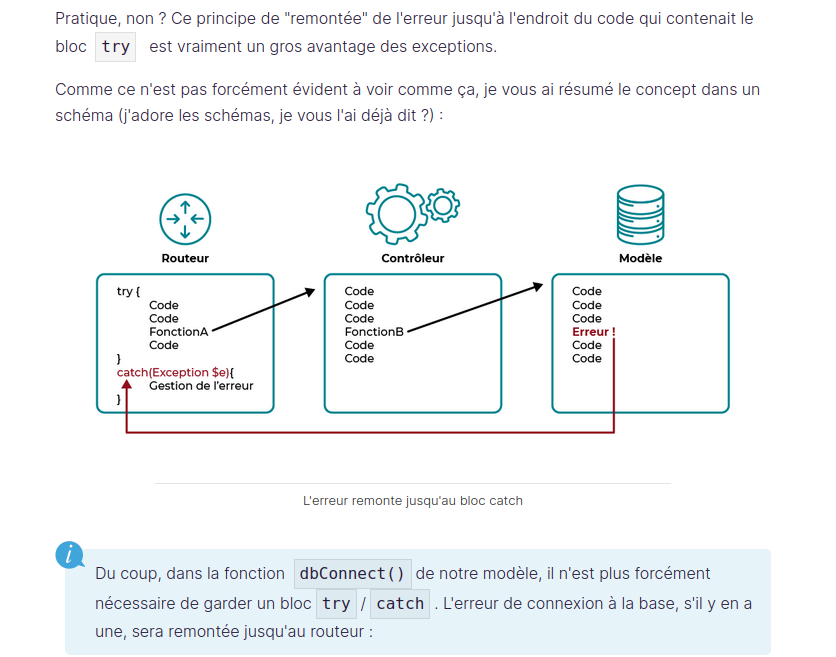 Pratique, non ? Ce principe de "remontée" de l'erreur jusqu'à l'endroit du code qui contenait le
bloc try est vraiment un gros avantage des exceptions.
Comme ce n'est pas forcément évident à voir comme ça, je vous ai résumé le concept dans un
schéma (j'adore les schémas, je vous l'ai déjà dit ?) :
Routeur
try {
Code
Code
FonctionA
Code
}
catch(Exception $e){
Gestion de l'erreur
}
Contrôleur
Code
Code
Code
FonctionB
Code
Code
Modèle
Code
Code
Code
Erreur !
Code
Code
L'erreur remonte jusqu'au bloc catch
i
Du coup, dans la fonction dbConnect() de notre modèle, il n'est plus forcément
nécessaire de garder un bloc try / catch . L'erreur de connexion à la base, s'il y en a
une, sera remontée jusqu'au routeur :